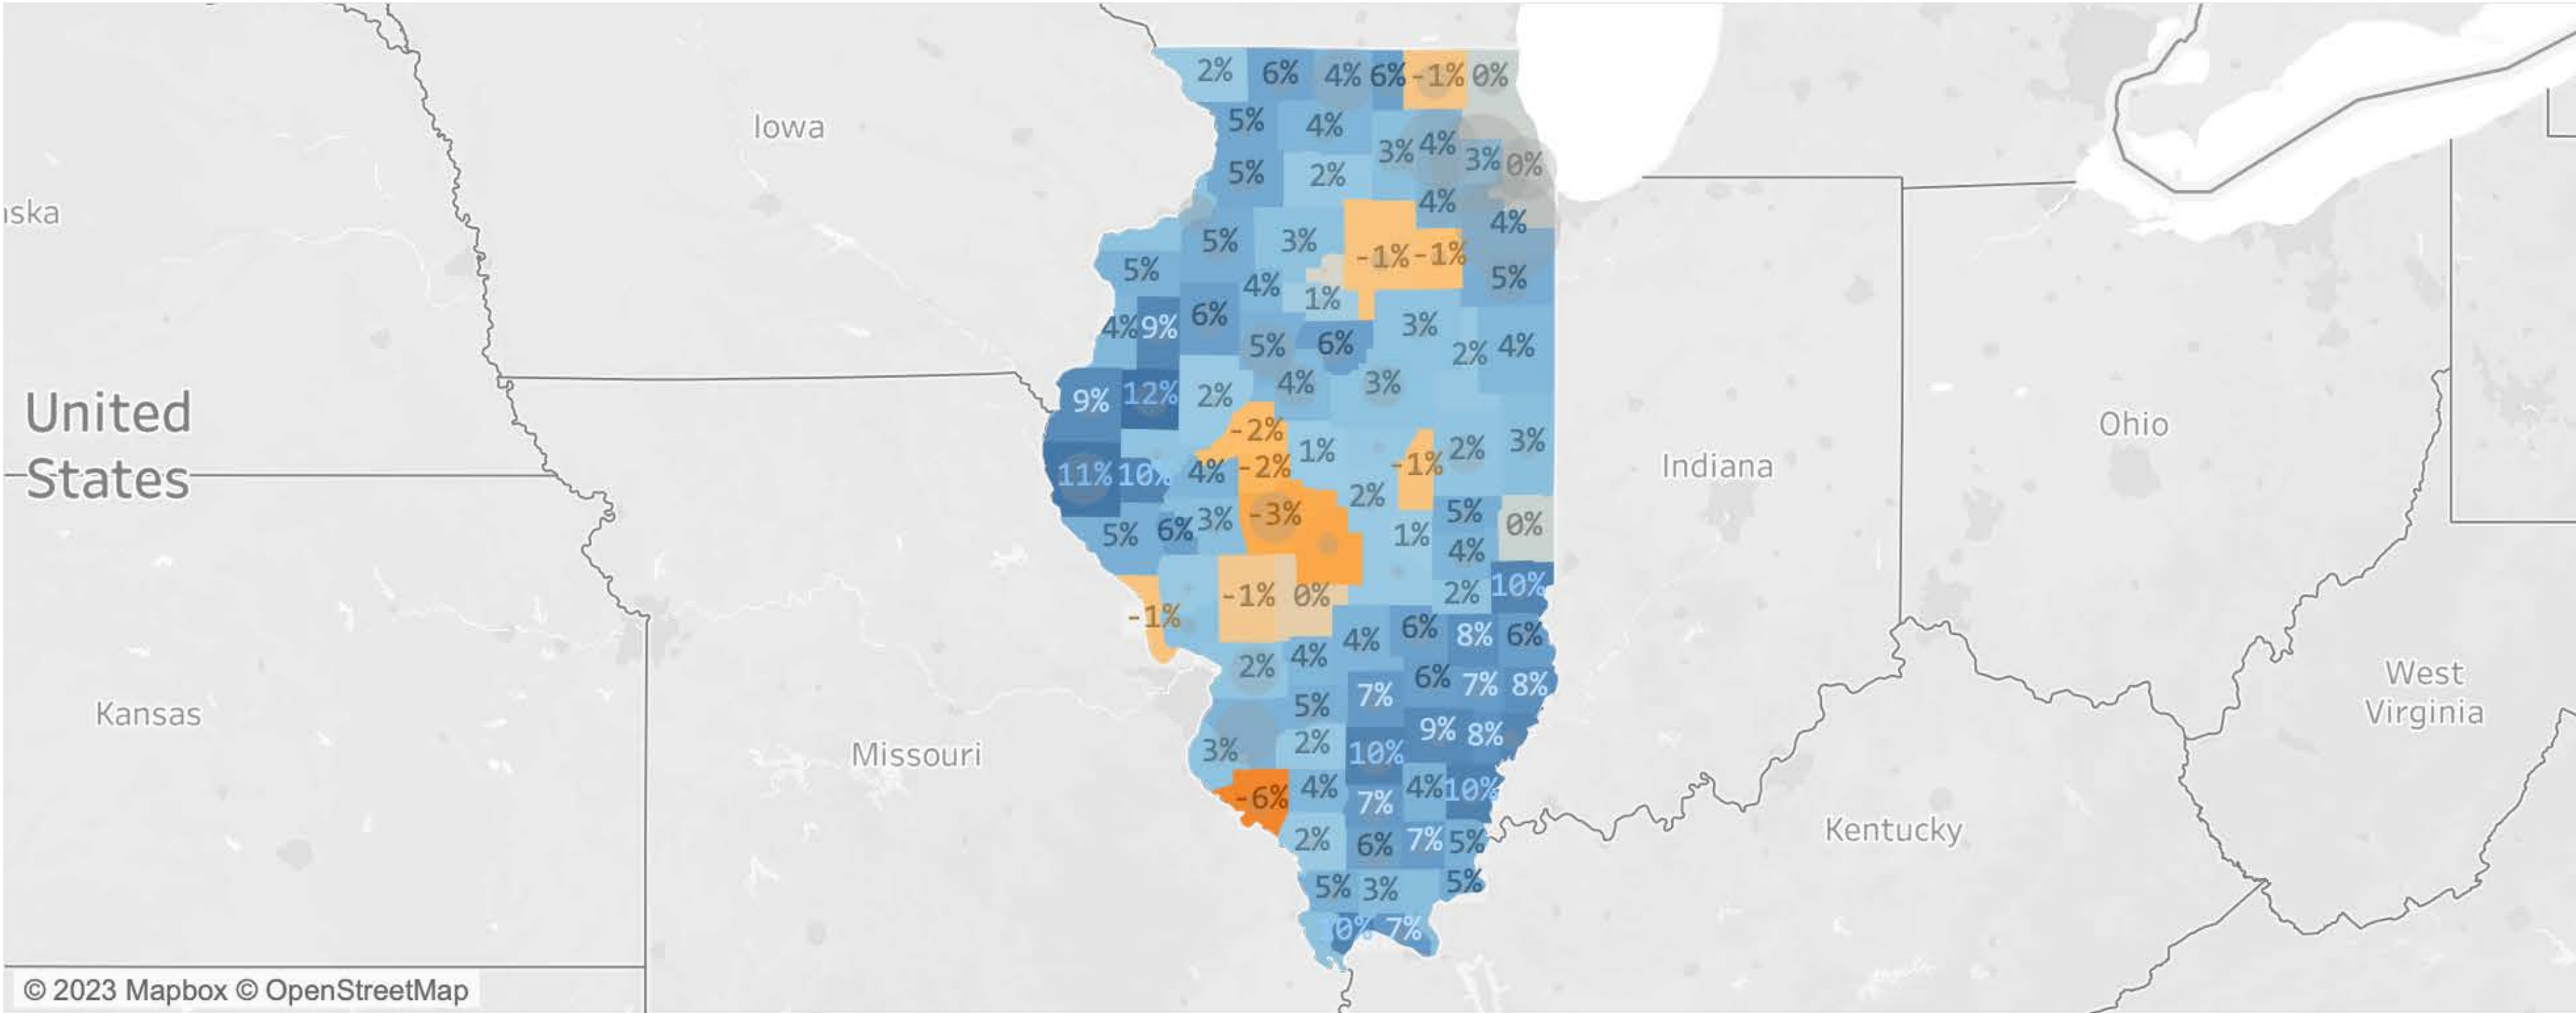 2% 6% 4% 6% -1% 0%
5% 4% 3% 4% 3% 0%
Iowa
5% 2%
4%
ska
5% 3% -1% -1% 4%
5% 4% 1% 5%
4% 9% 6% 5% 6% 3% 2% 4%
9% 12% 2% 4% 3%
United
States
Ohio
-2% 1% 2% 3%
11% 10% 4% -2% -1%
Indiana
2%
5% 6% 3% -3% 1% 5% 0%
4%
-1% -1% 0% 2% 10%
4% 6% 8% 6%
2% 4%
West
Virginia
5% 7% 6% 7% 8%
Kansas
Missouri
3% 2% 10% 9% 8%
-6% 4% 7% 4% 10%
2% 6% 7% 5%
Kentucky
5% 3% 5%
10% 7%
© 2023 Mapbox © OpenStreetMap